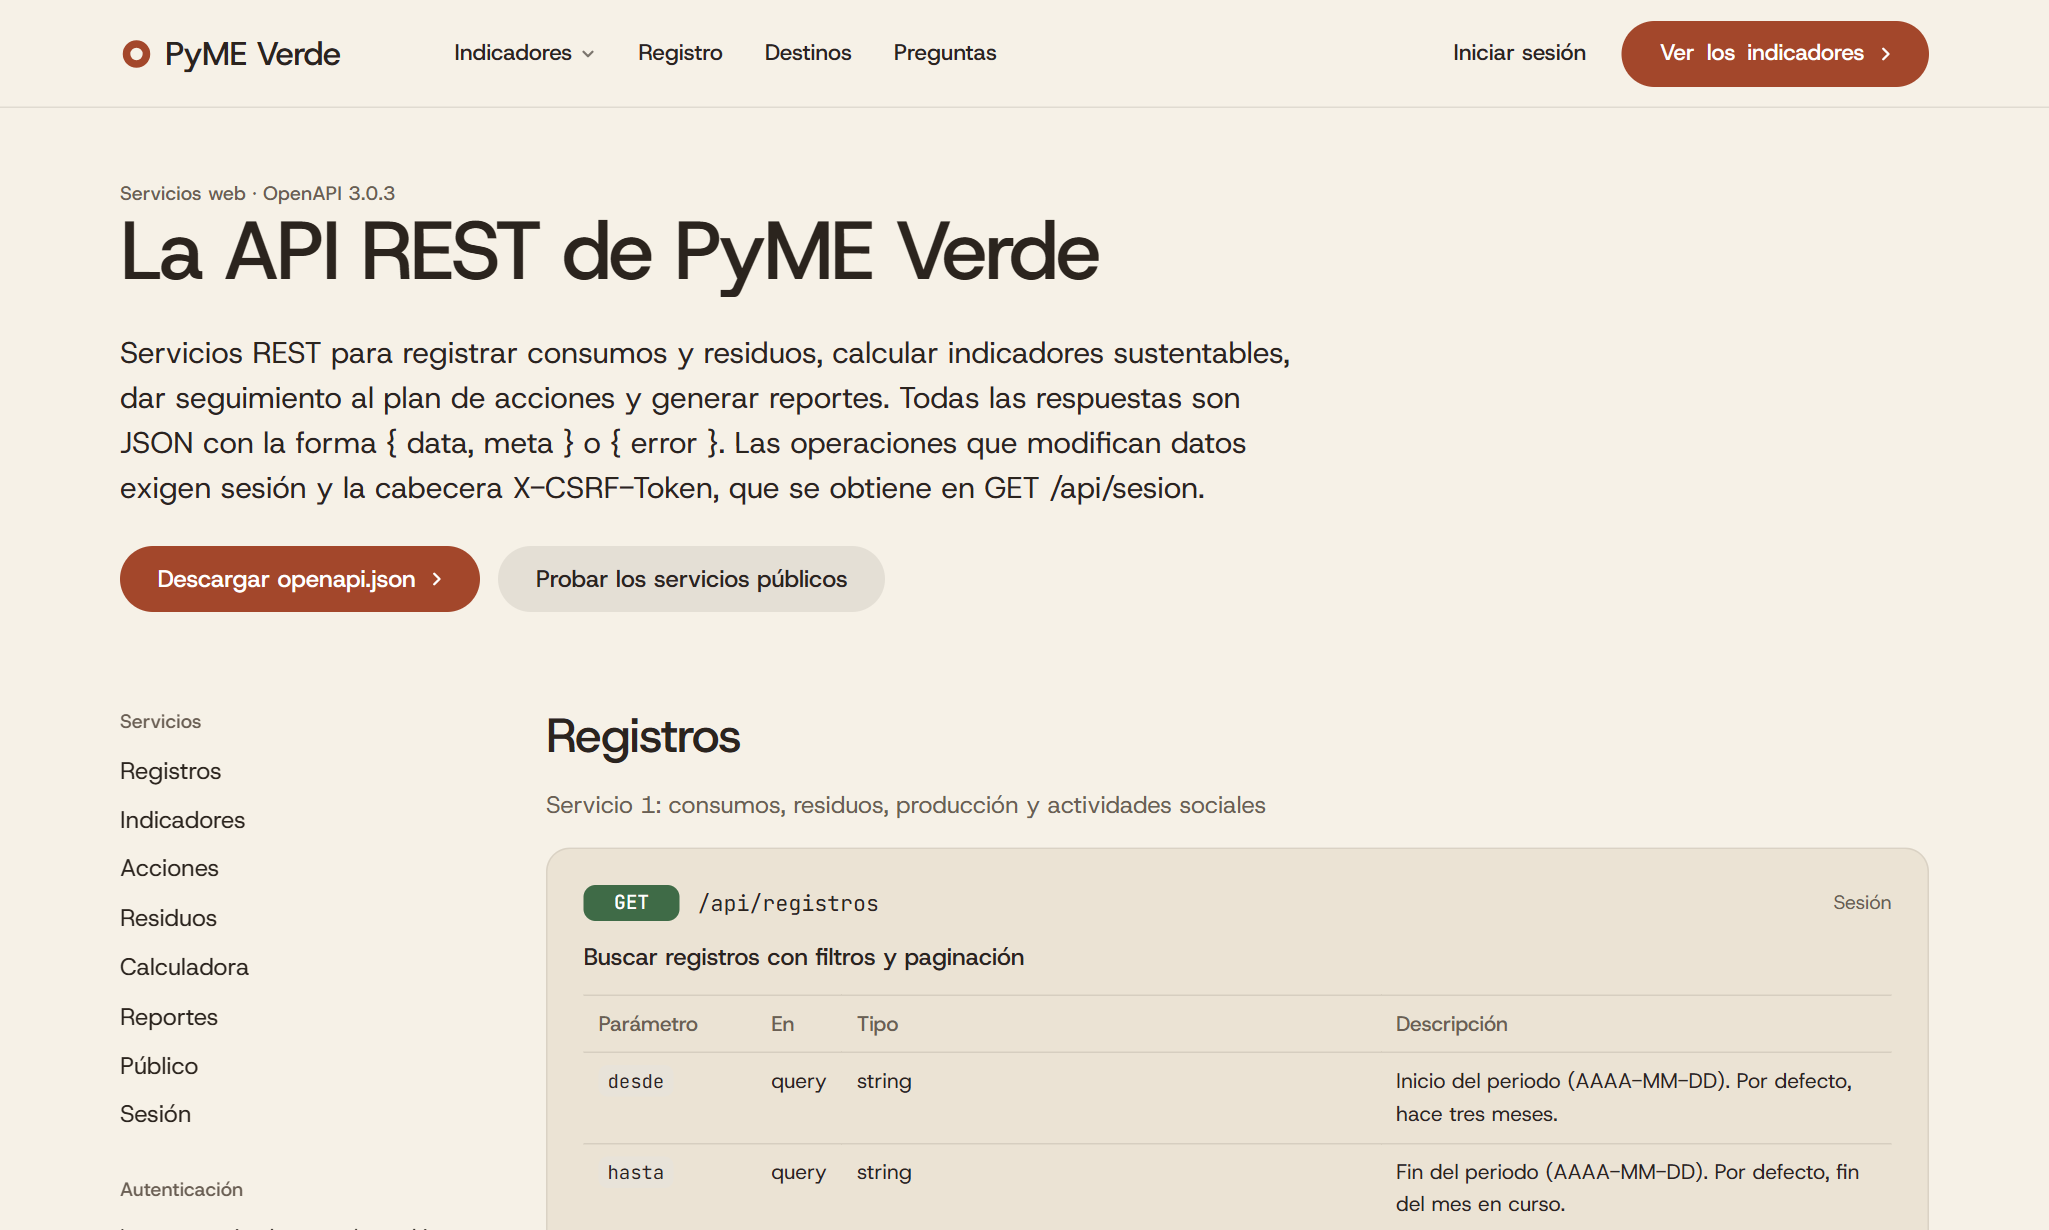 PyME Verde
Indicadores
Registro
Destinos
Preguntas
Iniciar sesión
Ver los indicadores
Servicios web · OpenAPI 3.0.3
La API REST de PyME Verde
Servicios REST para registrar consumos y residuos, calcular indicadores sustentables,
dar seguimiento al plan de acciones y generar reportes. Todas las respuestas son
JSON con la forma { data, meta } o { error }. Las operaciones que modifican datos
exigen sesión y la cabecera X-CSRF-Token, que se obtiene en GET /api/sesion.
Descargar openapi.json
Probar los servicios públicos
Servicios
Registros
Indicadores
Acciones
Residuos
Calculadora
Reportes
Público
Sesión
Autenticación
Registros
Servicio 1: consumos, residuos, producción y actividades sociales
GET /api/registros Sesión
Buscar registros con filtros y paginación
Parámetro En Tipo Descripción
desde query string Inicio del periodo (AAAA-MM-DD). Por defecto,
hace tres meses.
hasta query string Fin del periodo (AAAA-MM-DD). Por defecto, fin
del mes en curso.